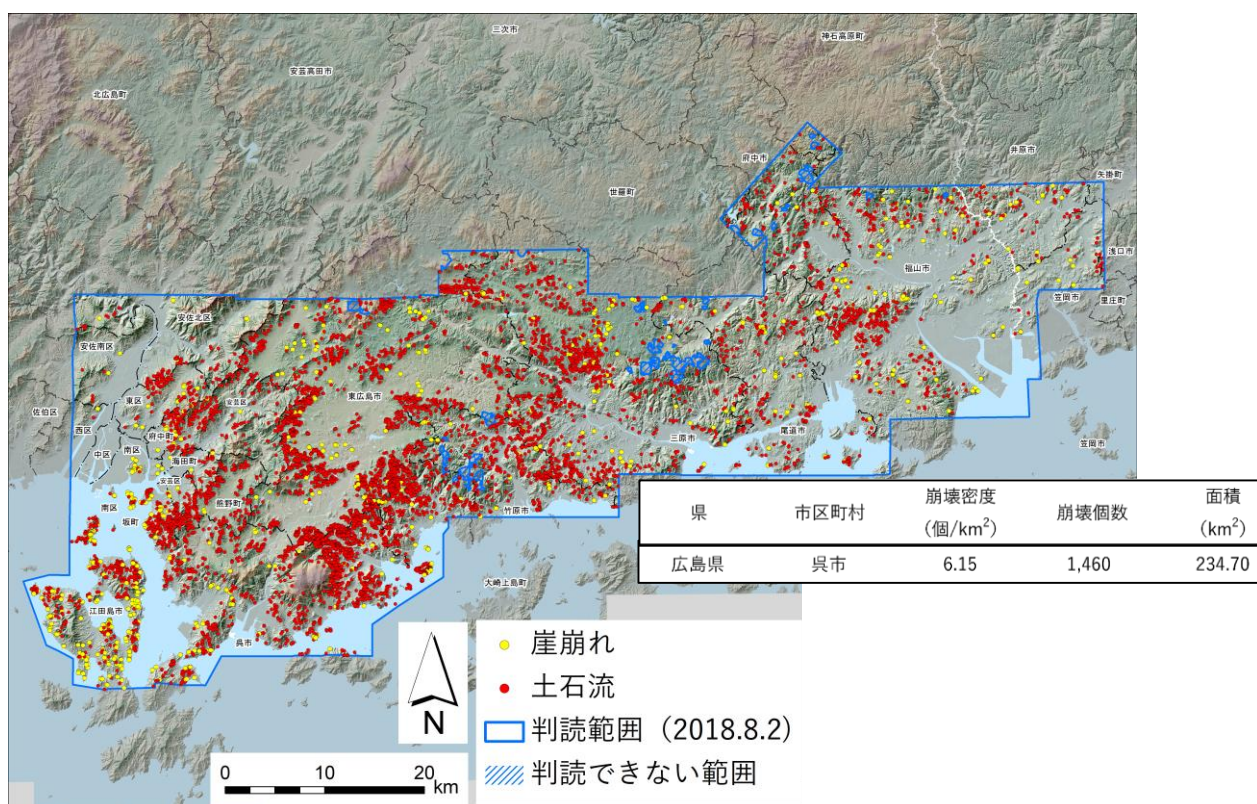 三次市
神石高原町
安芸高田市
北広島町
井原市
府中市
矢掛町
世羅町
浅口市
福山市
笠岡市
里庄町
安佐北区
安佐南区
東広島市
佐伯区
東区
安芸区
西区
府中町
中区
南区
海田町
三原市
尾道市
笠岡市
安芸区
熊野町
南区
坂町
竹原市
大崎上島町
江田島市
呉市
県 市区町村 崩壊密度 (個/km²) 崩壊個数 面積 (km²)
広島県 呉市 6.15 1,460 234.70
崖崩れ
土石流
判読範囲（2018.8.2）
判読できない範囲
N
0 10 20
km